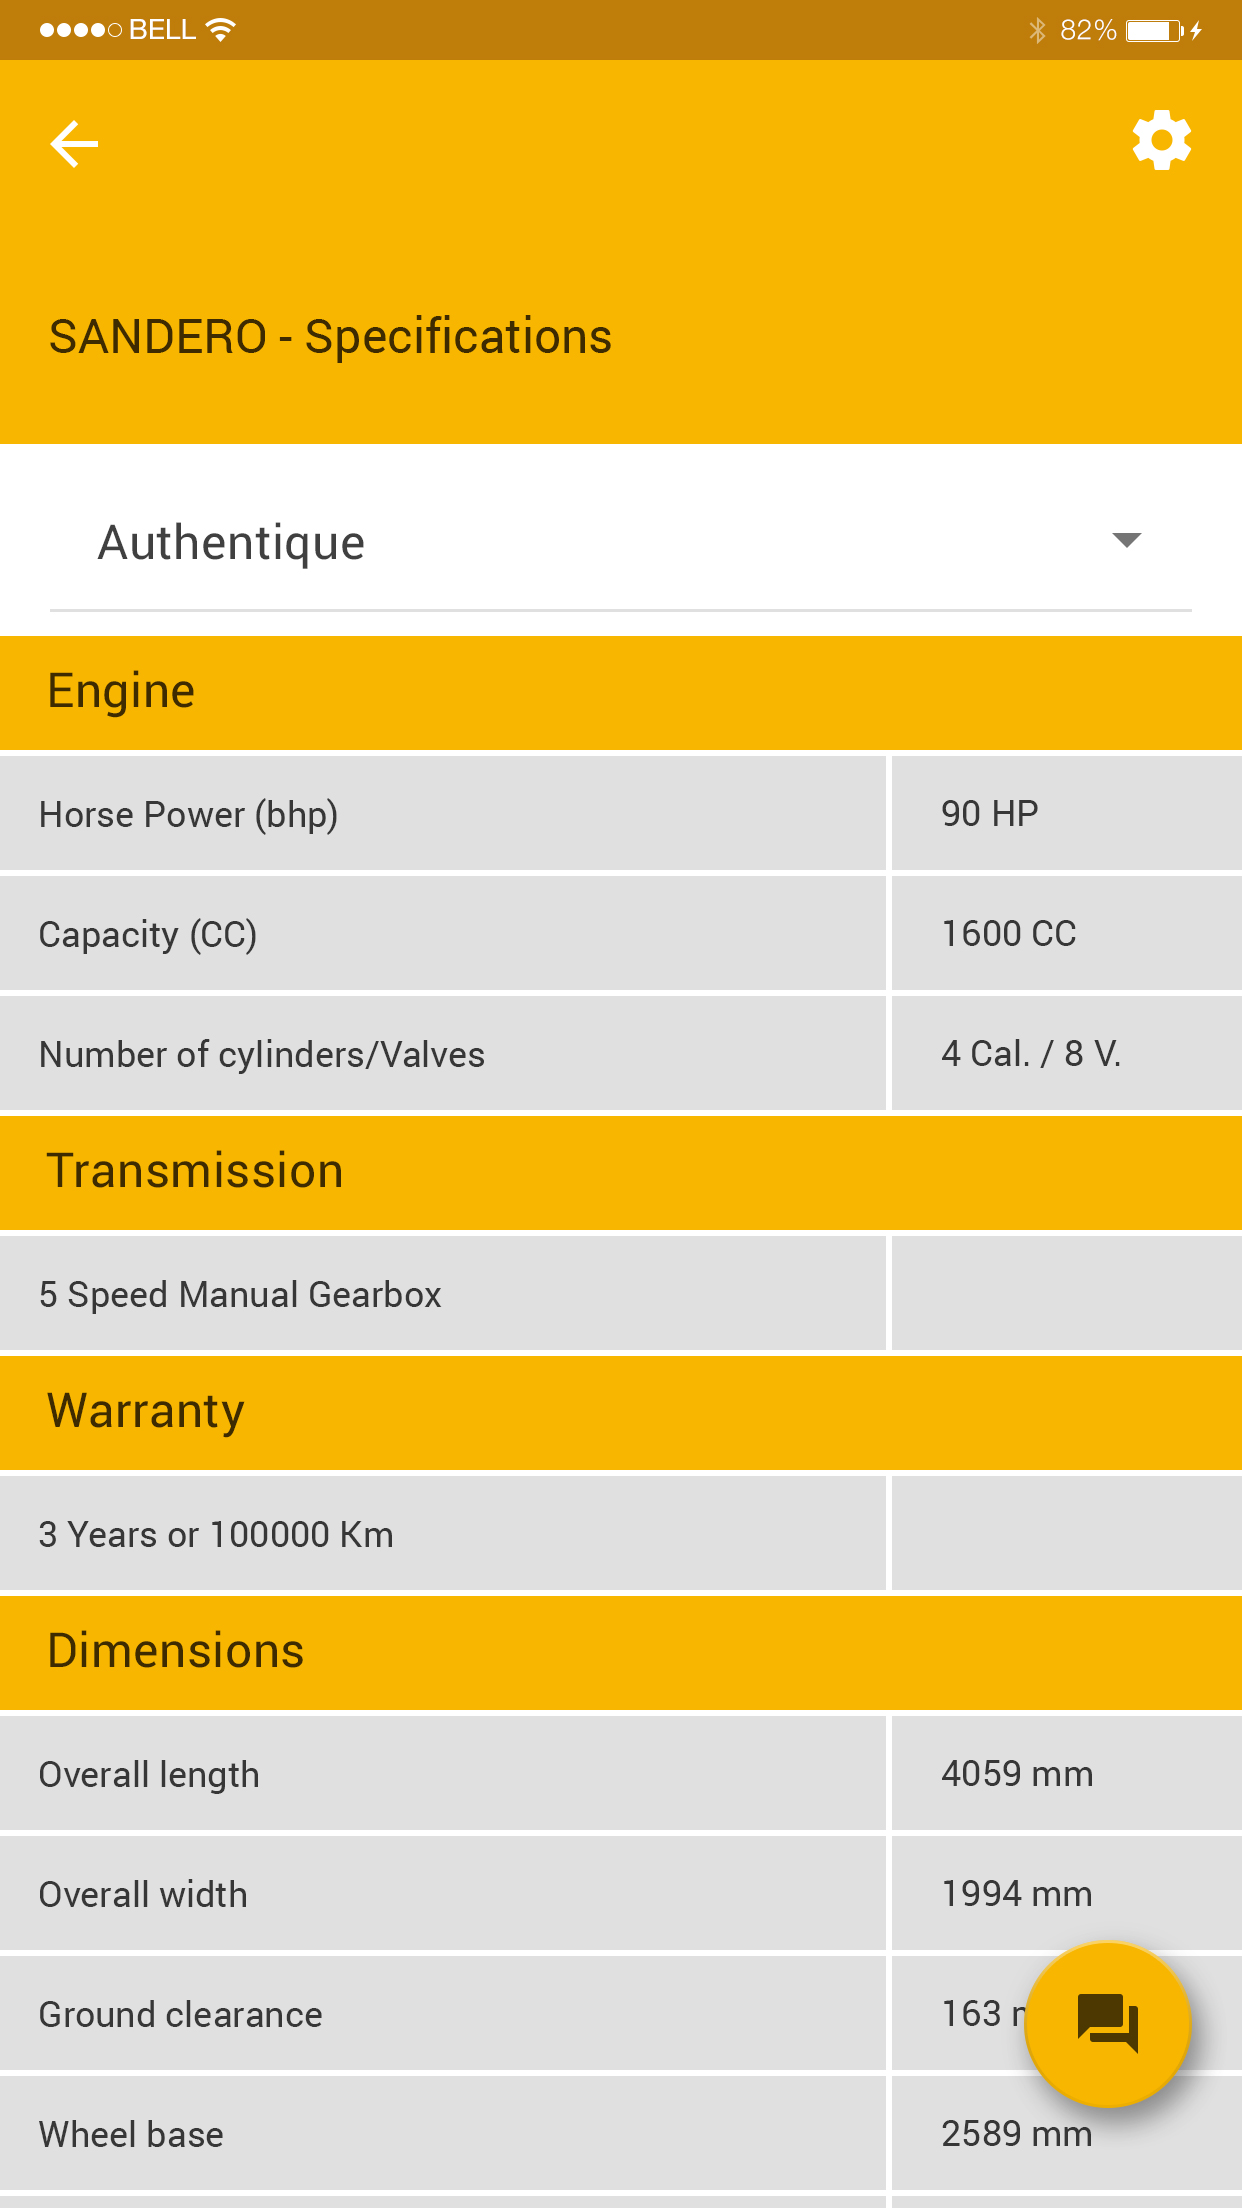 BELL 82%
SANDERO - Specifications
Authentique
Engine
Horse Power (bhp) 90 HP
Capacity (CC) 1600 CC
Number of cylinders/Valves 4 Cal. / 8 V.
Transmission
5 Speed Manual Gearbox
Warranty
3 Years or 100000 Km
Dimensions
Overall length 4059 mm
Overall width 1994 mm
Ground clearance 163
Wheel base 2589 mm